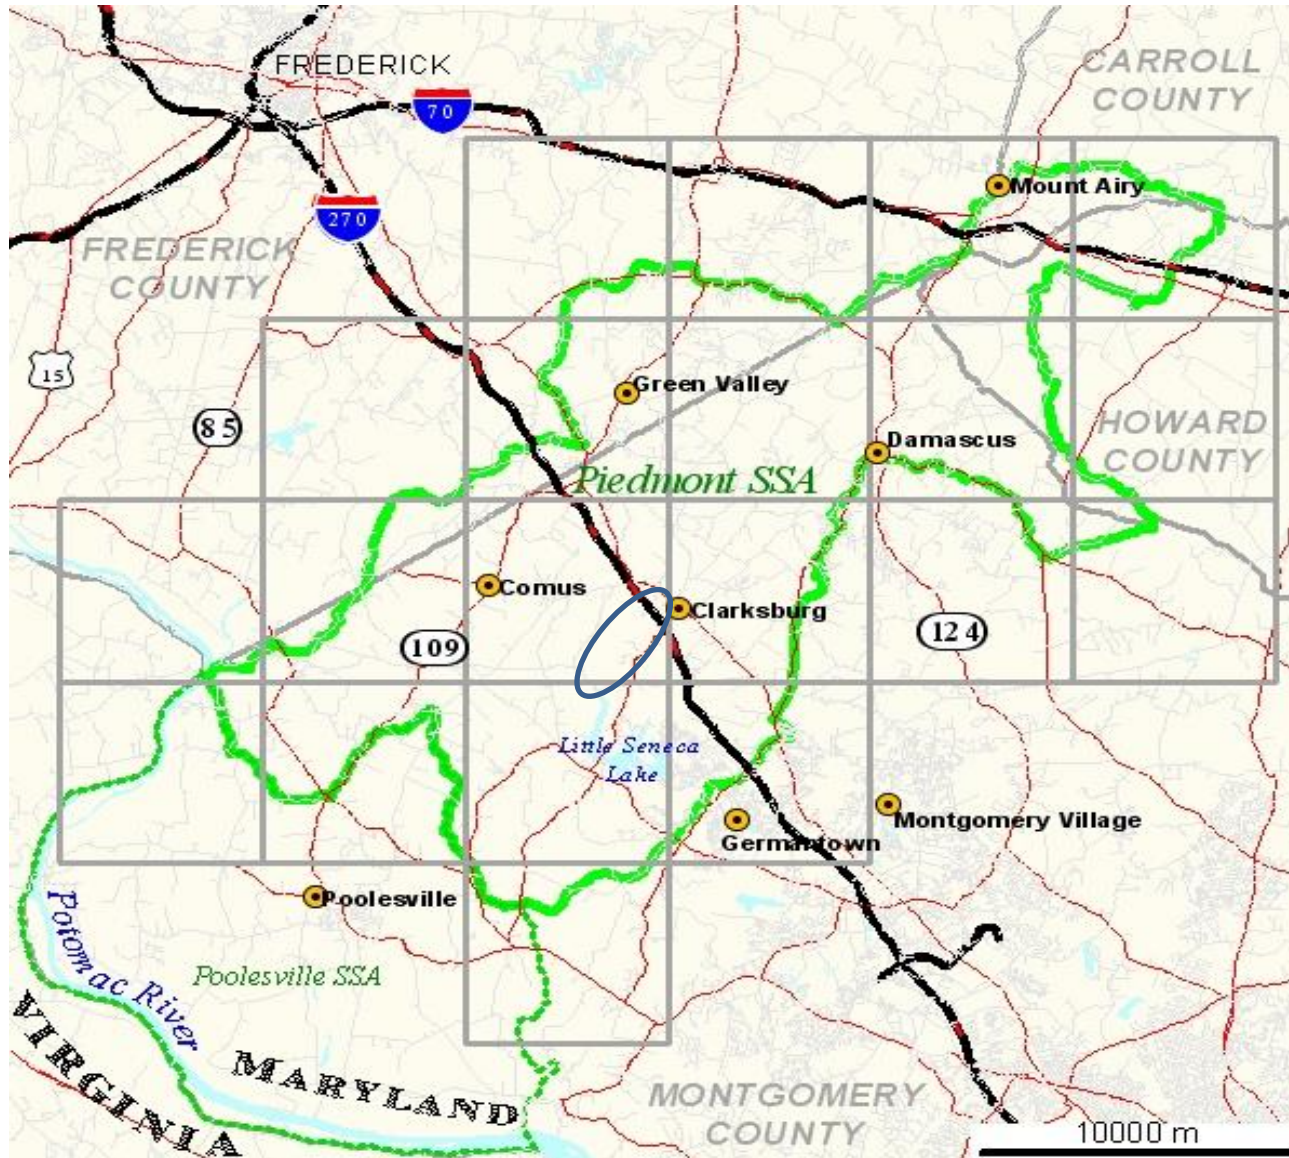 FREDERICK
CARROLL
COUNTY
70
Mount Airy
270
FREDERICK
COUNTY
15
Green Valley
85
HOWARD
COUNTY
Damascus
Piedmont SSA
Comus
Clarksburg
109
124
Little Seneca
Lake
Montgomery Village
Germantown
Poolesville
Potomac River
Poolesville SSA
VIRGINIA
MARYLAND
MONTGOMERY
COUNTY
10000 m